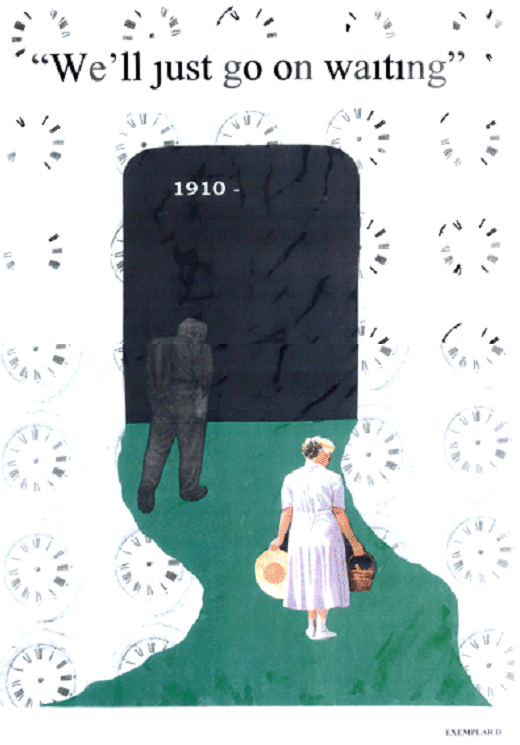 “We’ll just go on waiting”
1910 -
EXEMPLAR D